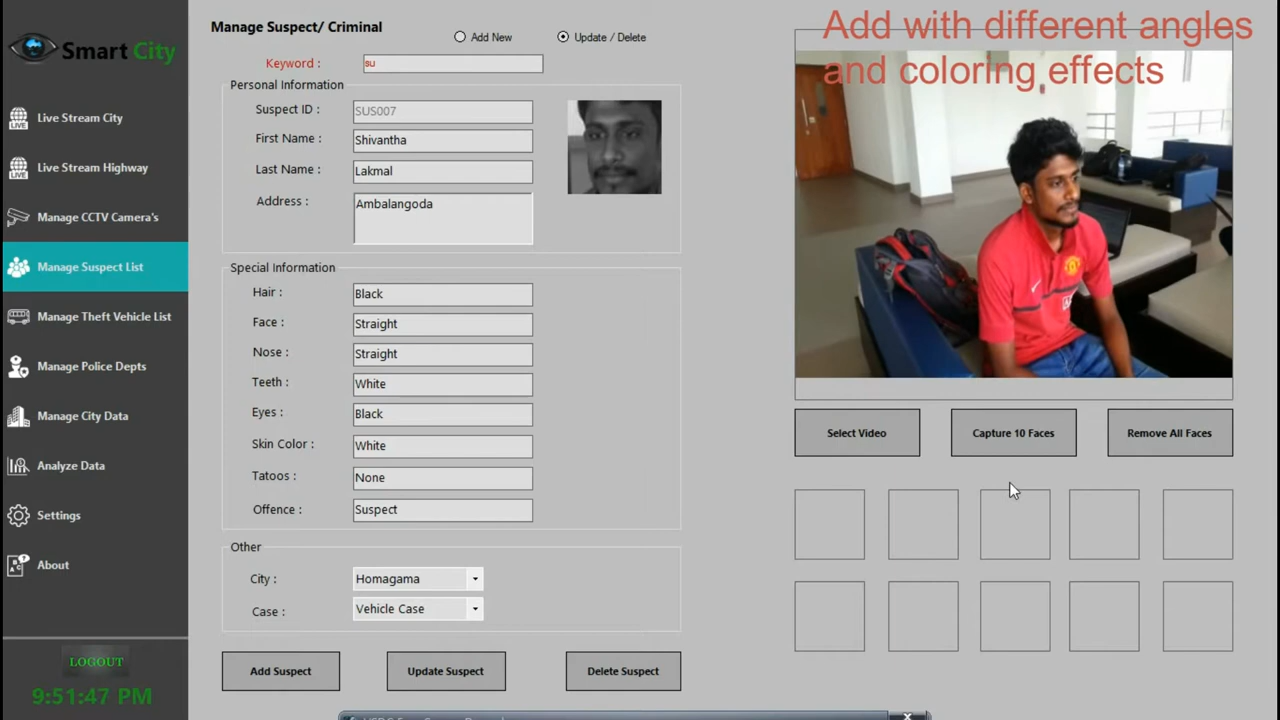 Smart City
Live Stream City
Live Stream Highway
Manage CCTV Camera's
Manage Suspect List
Manage Theft Vehicle List
Manage Police Depts
Manage City Data
Analyze Data
Settings
About
LOGOUT
9:51:47 PM
Manage Suspect/ Criminal
Add New
Update / Delete
Keyword : su
Personal Information
Suspect ID : SUS007
First Name : Shivantha
Last Name : Lakmal
Address : Ambalangoda
Special Information
Hair : Black
Face : Straight
Nose : Straight
Teeth : White
Eyes : Black
Skin Color : White
Tatoos : None
Offence : Suspect
Other
City : Homagama
Case : Vehicle Case
Add Suspect
Update Suspect
Delete Suspect
Add with different angles
and coloring effects
Select Video
Capture 10 Faces
Remove All Faces